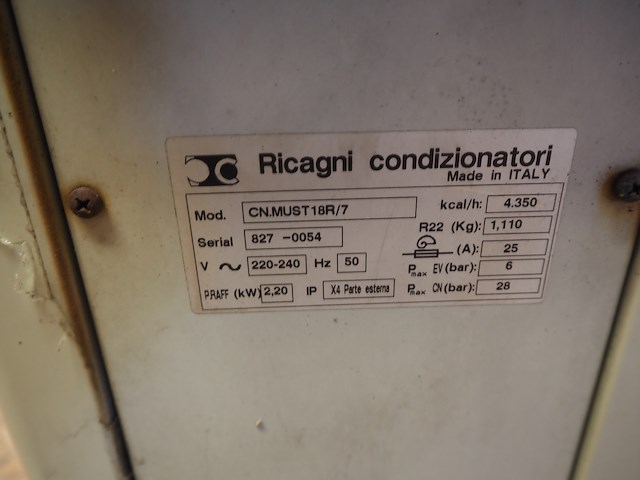 Ricagni condizionatori
Made in ITALY
Mod. CN.MUST18R/7
Serial 827 -0054
V ~ 220-240 Hz 50
P.RAFF (kW) 2,20 IP X4 Parte esterna
kcal/h: 4.350
R22 (Kg): 1,110
(A): 25
Pmax EV (bar): 6
Pmax CN (bar): 28